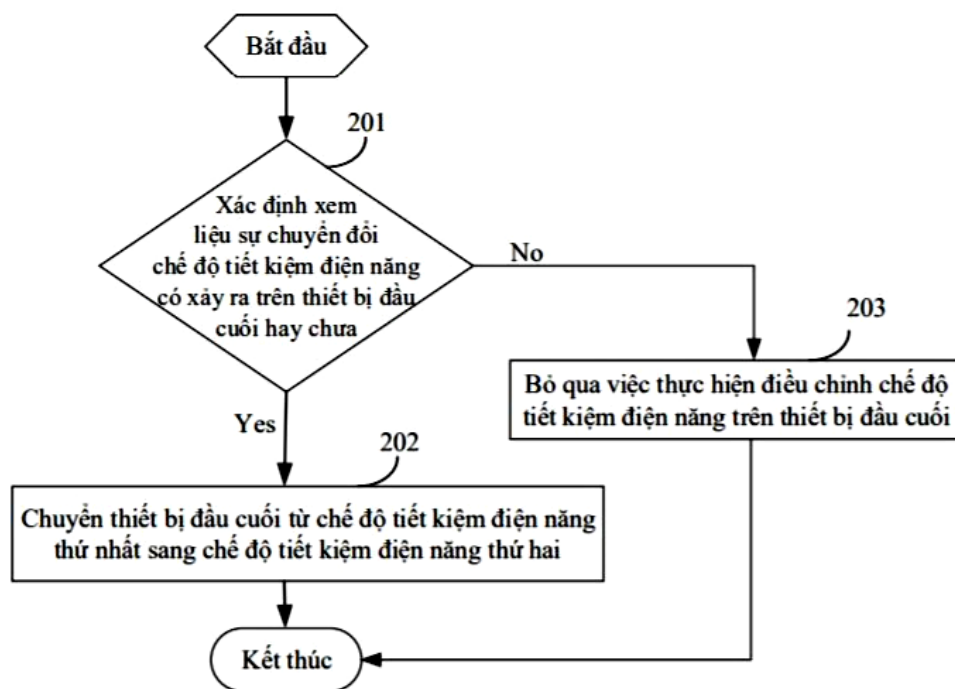 Bắt đầu
201
Xác định xem
liệu sự chuyển đổi
chế độ tiết kiệm điện năng
có xảy ra trên thiết bị đầu
cuối hay chưa
No
203
Bỏ qua việc thực hiện điều chỉnh chế độ
tiết kiệm điện năng trên thiết bị đầu cuối
Yes
202
Chuyển thiết bị đầu cuối từ chế độ tiết kiệm điện năng
thứ nhất sang chế độ tiết kiệm điện năng thứ hai
Kết thúc